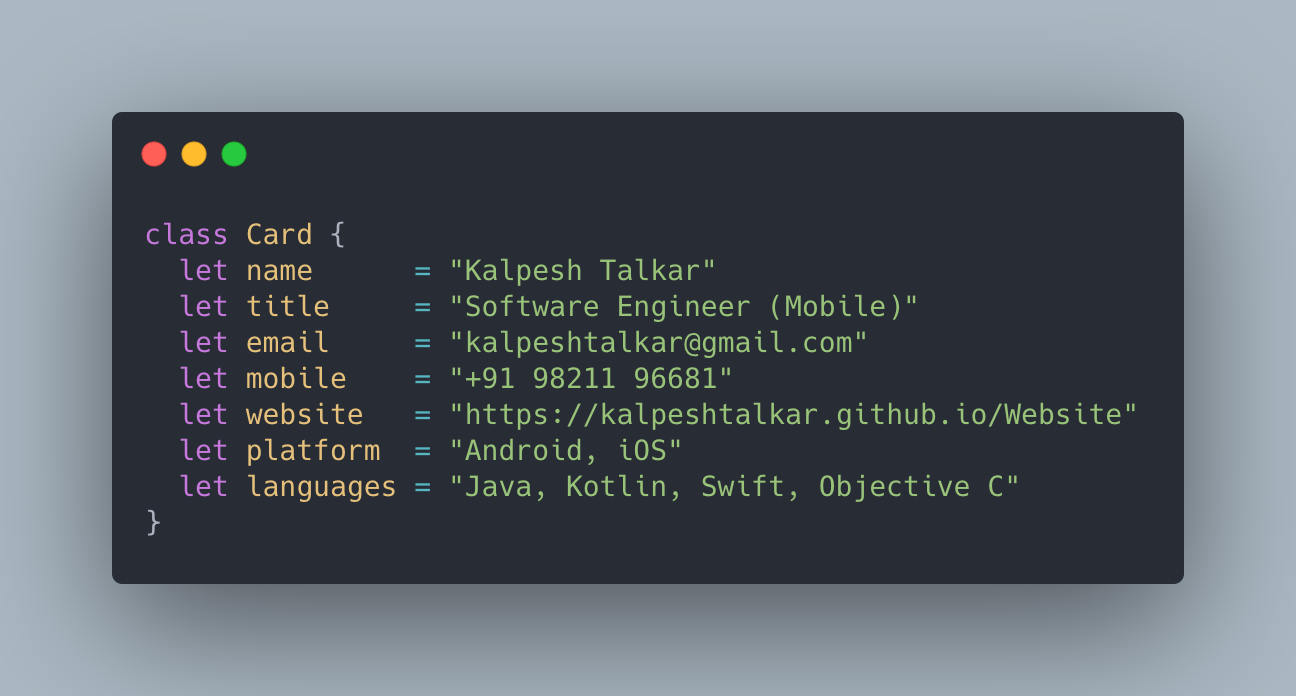 class Card {
  let name      = "Kalpesh Talkar"
  let title     = "Software Engineer (Mobile)"
  let email     = "kalpeshtalkar@gmail.com"
  let mobile    = "+91 98211 96681"
  let website   = "https://kalpeshtalkar.github.io/Website"
  let platform  = "Android, iOS"
  let languages = "Java, Kotlin, Swift, Objective C"
}